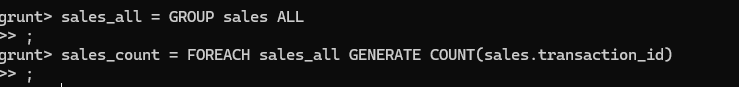 grunt> sales_all = GROUP sales ALL
>> ;
grunt> sales_count = FOREACH sales_all GENERATE COUNT(sales.transaction_id)
>> ;